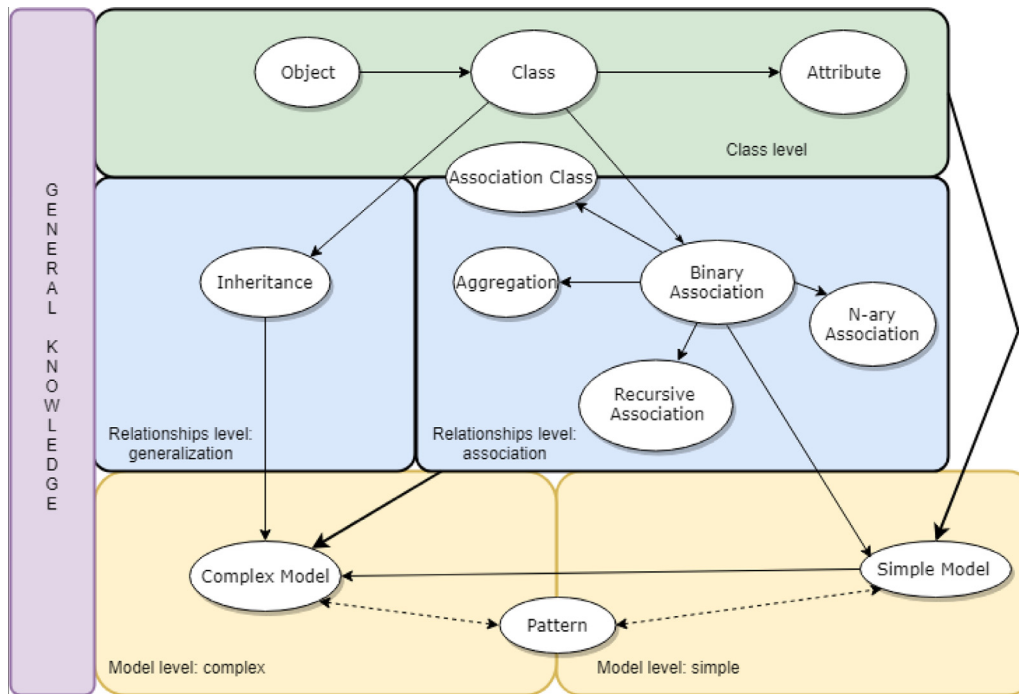 GENERAL KNOWLEDGE
Object
Class
Attribute
Class level
Association Class
Inheritance
Aggregation
Binary
Association
N-ary
Association
Recursive
Association
Relationships level:
generalization
Relationships level:
association
Complex Model
Simple Model
Pattern
Model level: complex
Model level: simple